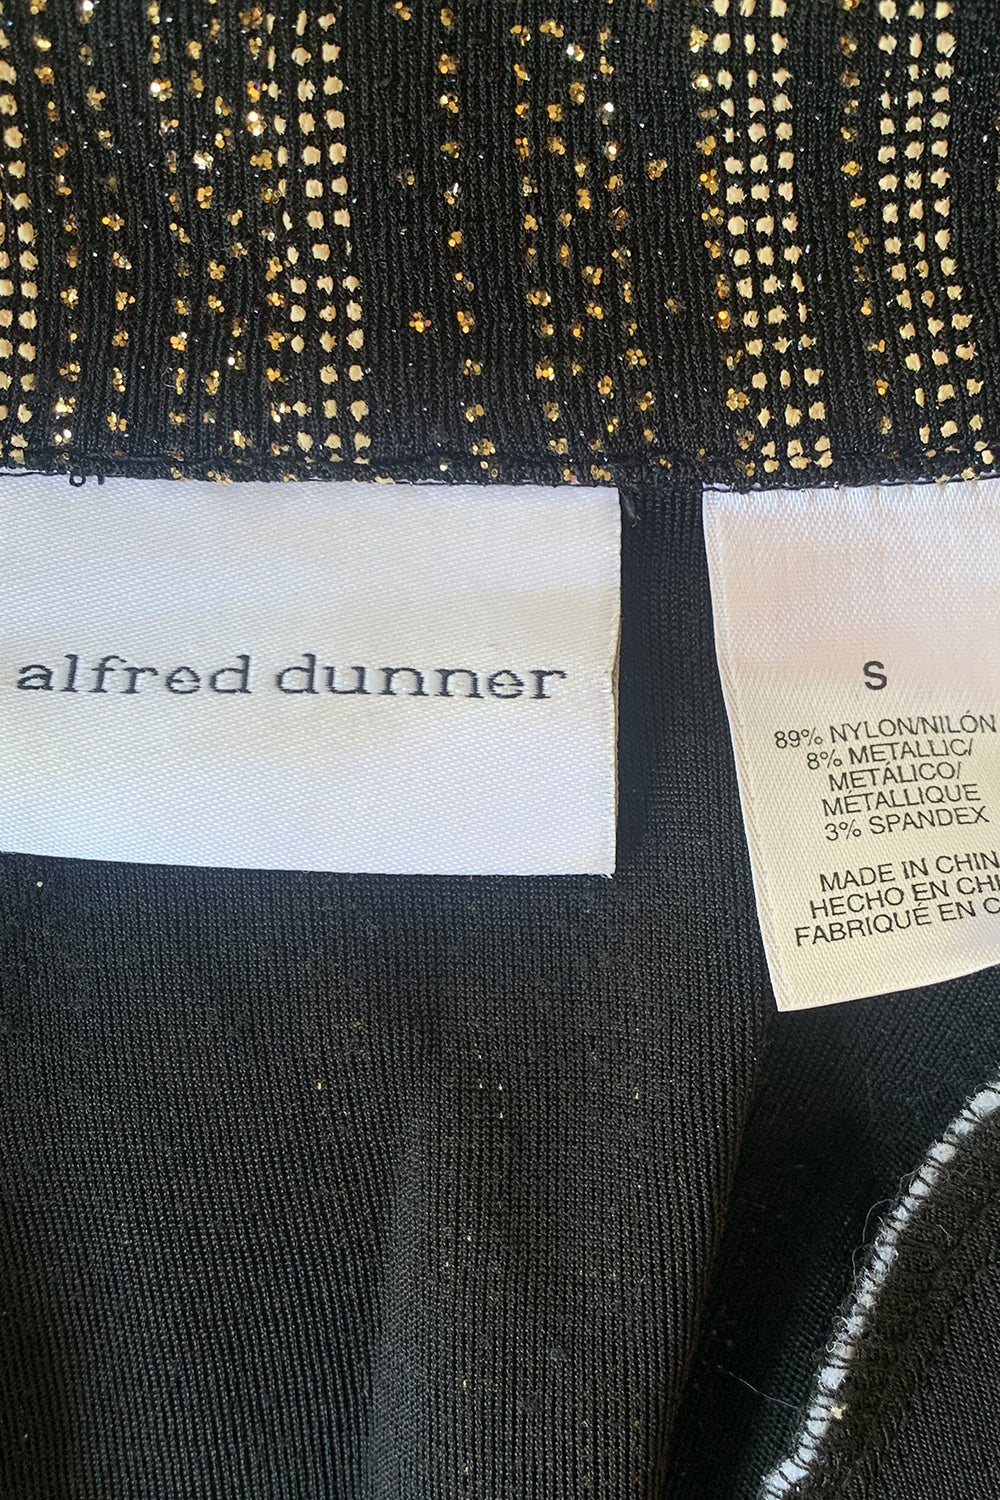 alfred dunner
S
89% NYLON/NILÓN
8% METALLIC/
METÁLICO/
MÉTALLIQUE
3% SPANDEX
MADE IN CHIN
HECHO EN CHI
FABRIQUÉ EN C